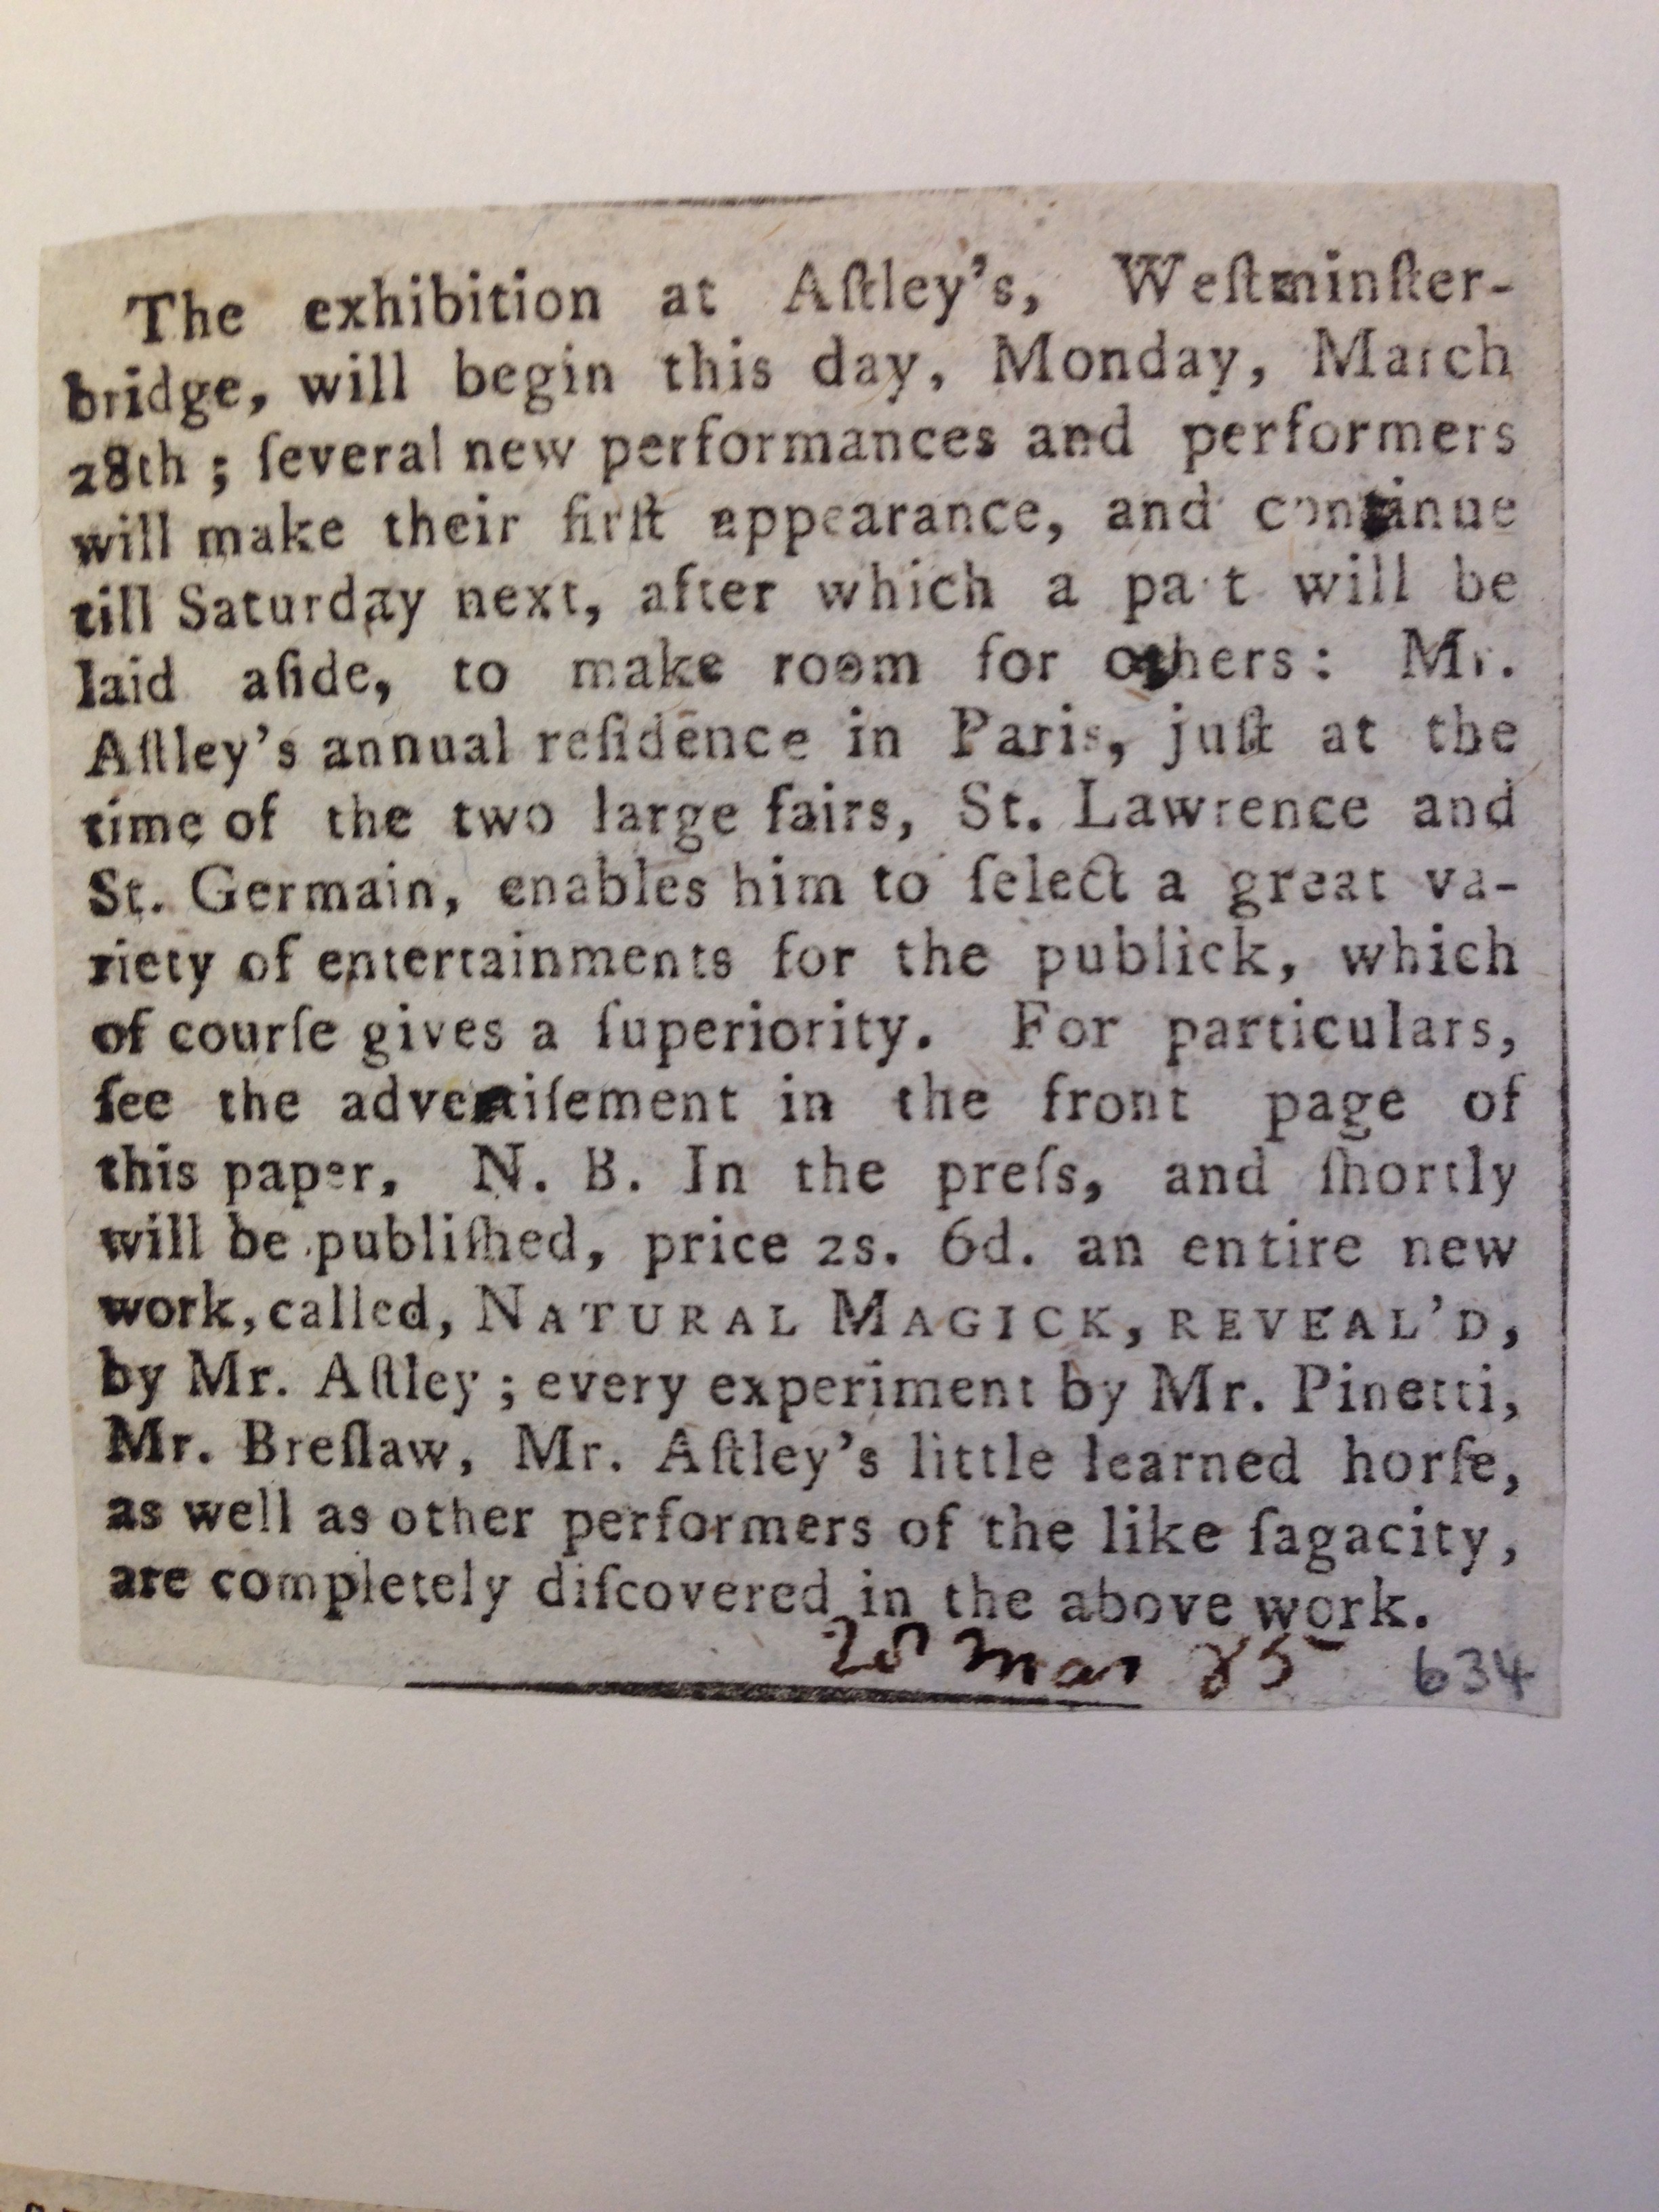 The exhibition at Aſtley's, Weſtminſter-
bridge, will begin this day, Monday, March
28th ; ſeveral new performances and performers
will make their firſt appearance, and continue
till Saturday next, after which a pa t will be
laid aſide, to make room for others : Mr.
Aſtley's annual reſidence in Paris, juſt at the
time of the two large fairs, St. Lawrence and
St. Germain, enables him to ſelect a great va-
riety of entertainments for the publick, which
of courſe gives a ſuperiority. For particulars,
ſee the advertiſement in the front page of
this paper, N. B. In the preſs, and ſhortly
will be publiſhed, price 2s. 6d. an entire new
work, called, NATURAL MAGICK, REVEAL'D,
by Mr. Aſtley ; every experiment by Mr. Pinetti,
Mr. Breſlaw, Mr. Aſtley's little learned horſe,
as well as other performers of the like ſagacity,
are completely diſcovered in the above work.
28 Mar 85 634